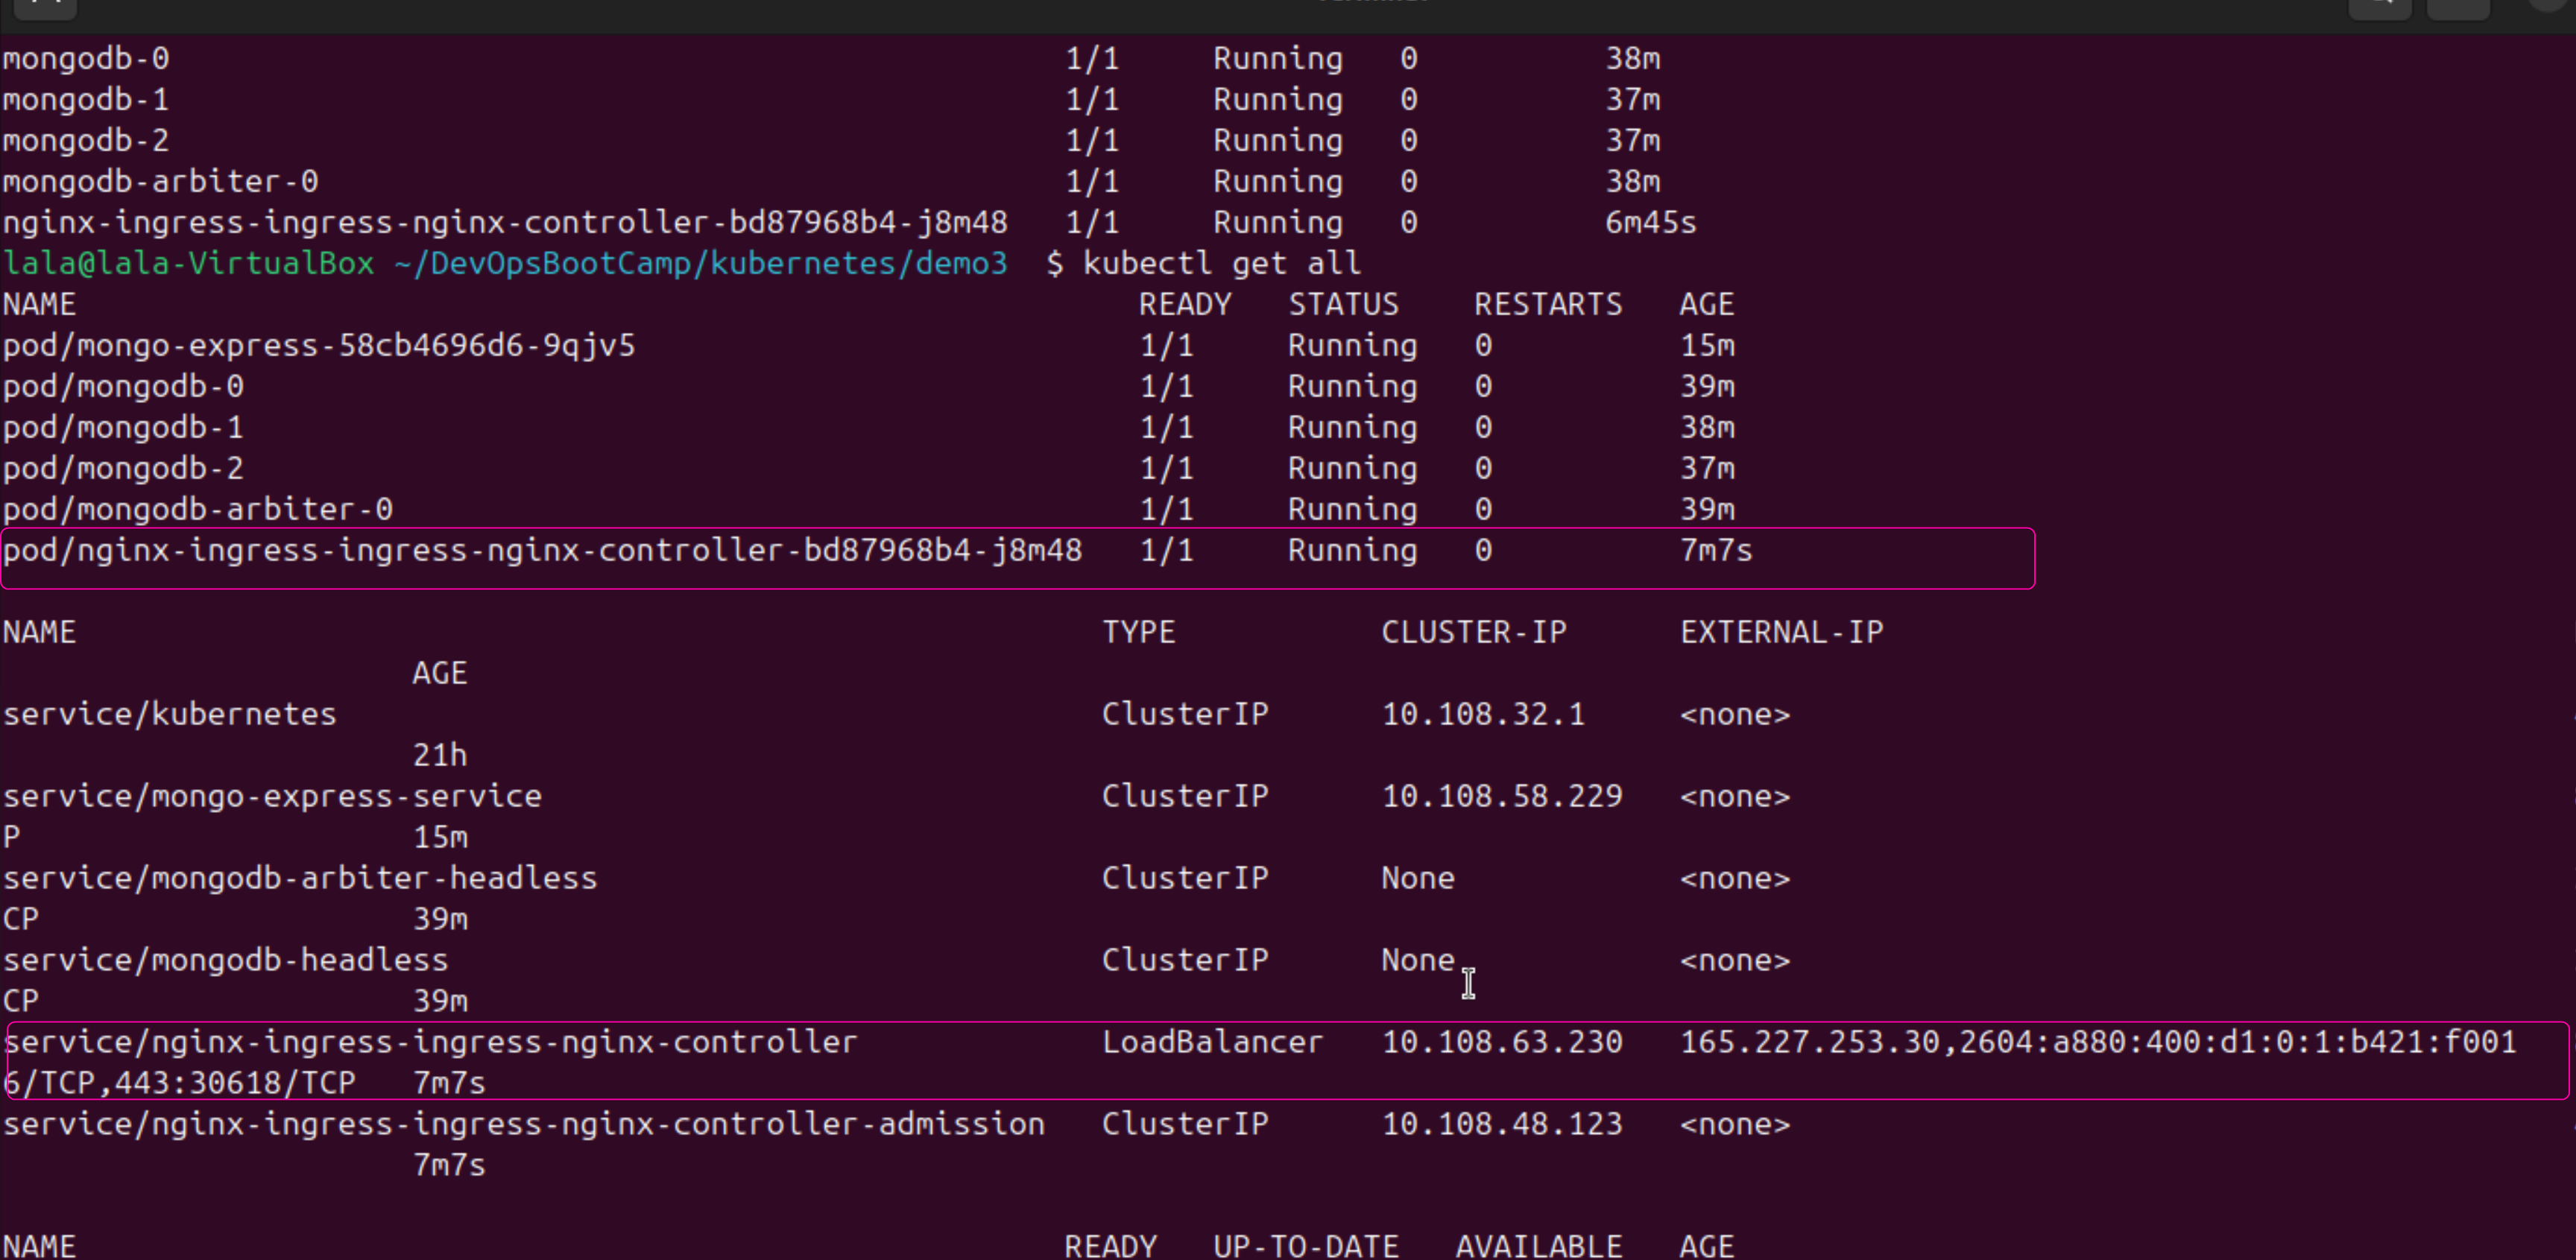 mongodb-0 1/1 Running 0 38m
mongodb-1 1/1 Running 0 37m
mongodb-2 1/1 Running 0 37m
mongodb-arbiter-0 1/1 Running 0 38m
nginx-ingress-ingress-nginx-controller-bd87968b4-j8m48 1/1 Running 0 6m45s
lala@lala-VirtualBox ~/DevOpsBootCamp/kubernetes/demo3 $ kubectl get all
NAME READY STATUS RESTARTS AGE
pod/mongo-express-58cb4696d6-9qjv5 1/1 Running 0 15m
pod/mongodb-0 1/1 Running 0 39m
pod/mongodb-1 1/1 Running 0 38m
pod/mongodb-2 1/1 Running 0 37m
pod/mongodb-arbiter-0 1/1 Running 0 39m
pod/nginx-ingress-ingress-nginx-controller-bd87968b4-j8m48 1/1 Running 0 7m7s
NAME TYPE CLUSTER-IP EXTERNAL-IP
AGE
service/kubernetes ClusterIP 10.108.32.1 <none>
21h
service/mongo-express-service ClusterIP 10.108.58.229 <none>
P 15m
service/mongodb-arbiter-headless ClusterIP None <none>
CP 39m
service/mongodb-headless ClusterIP None <none>
CP 39m
service/nginx-ingress-ingress-nginx-controller LoadBalancer 10.108.63.230 165.227.253.30,2604:a880:400:d1:0:1:b421:f001
6/TCP,443:30618/TCP 7m7s
service/nginx-ingress-ingress-nginx-controller-admission ClusterIP 10.108.48.123 <none>
7m7s
NAME READY UP-TO-DATE AVAILABLE AGE